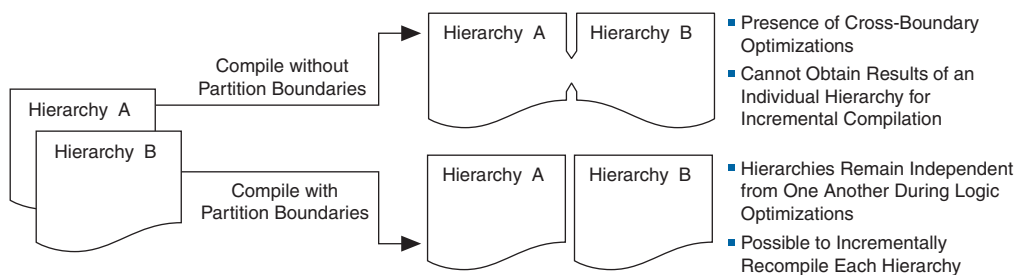 Hierarchy A
Hierarchy B
Compile without
Partition Boundaries
Hierarchy A
Hierarchy B
▪ Presence of Cross-Boundary
Optimizations
▪ Cannot Obtain Results of an
Individual Hierarchy for
Incremental Compilation
Compile with
Partition Boundaries
Hierarchy A
Hierarchy B
▪ Hierarchies Remain Independent
from One Another During Logic
Optimizations
▪ Possible to Incrementally
Recompile Each Hierarchy